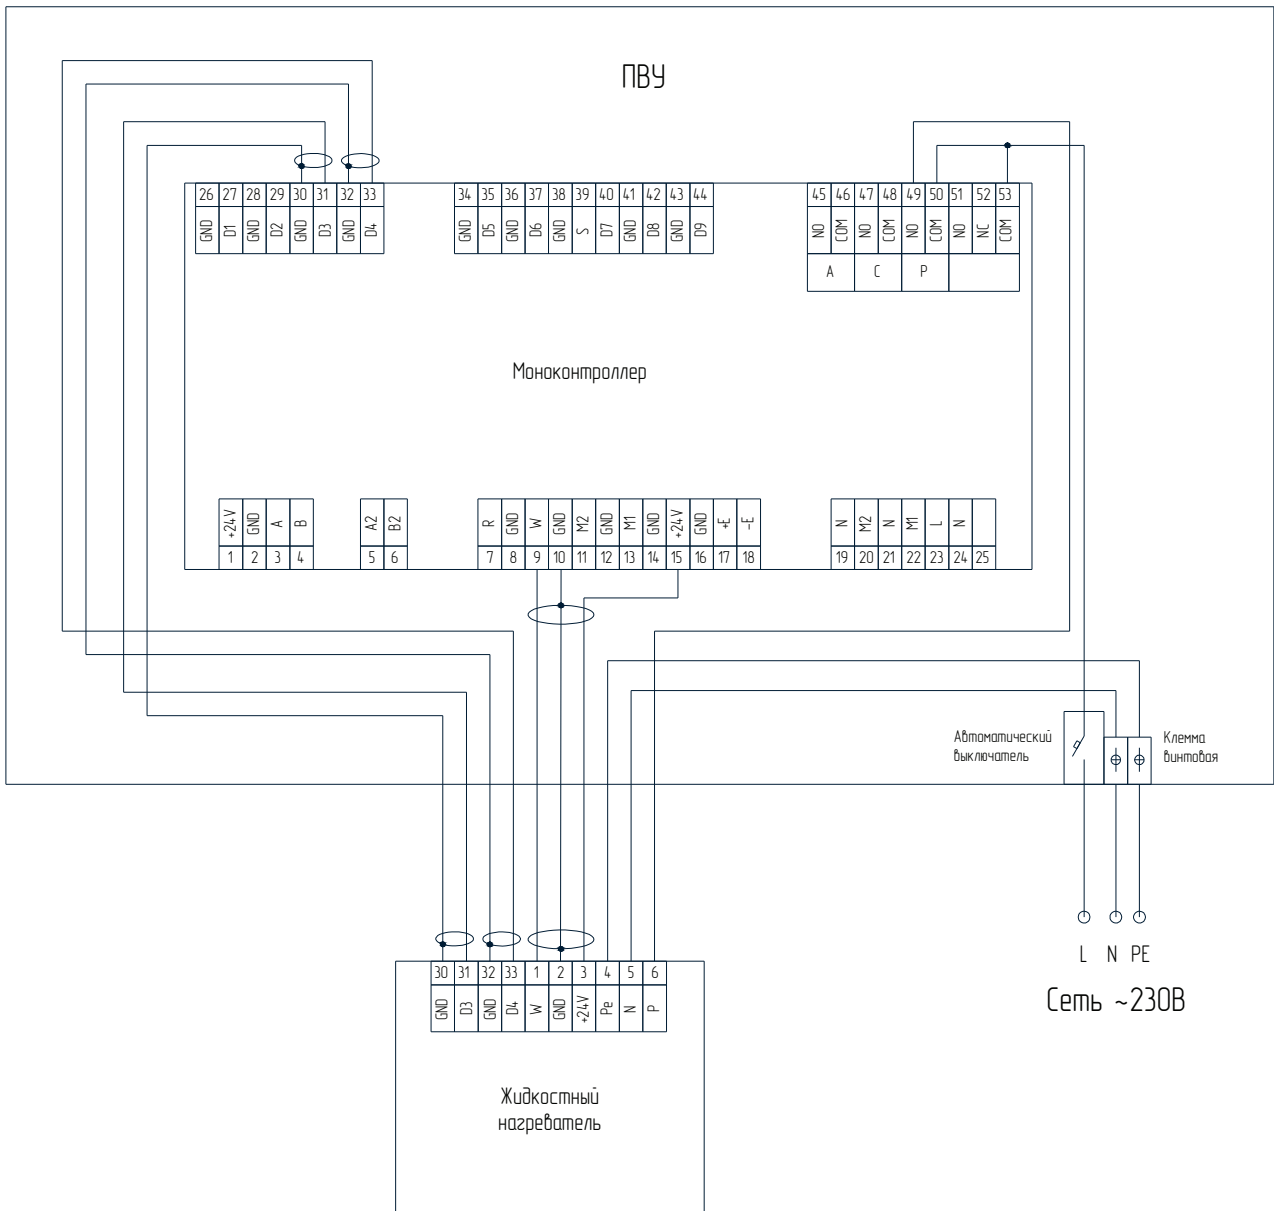 ПВУ
26 27 28 29 30 31 32 33
GND D1 GND D2 GND D3 GND D4
34 35 36 37 38 39 40 41 42 43 44
GND D5 GND D6 GND S D7 GND D8 GND D9
45 46 47 48 49 50 51 52 53
NO COM NO COM NO COM NO NC COM
A C P
Моноконтроллер
+24V GND A B
1 2 3 4
A2 B2
5 6
R GND W GND M2 GND M1 GND +24V GND +E -E
7 8 9 10 11 12 13 14 15 16 17 18
N M2 N M1 L N
19 20 21 22 23 24 25
Автоматический
выключатель
Клемма
винтовая
L N PE
Сеть ~230В
30 31 32 33 1 2 3 4 5 6
GND D3 GND D4 W GND +24V Pe N P
Жидкостный
нагреватель